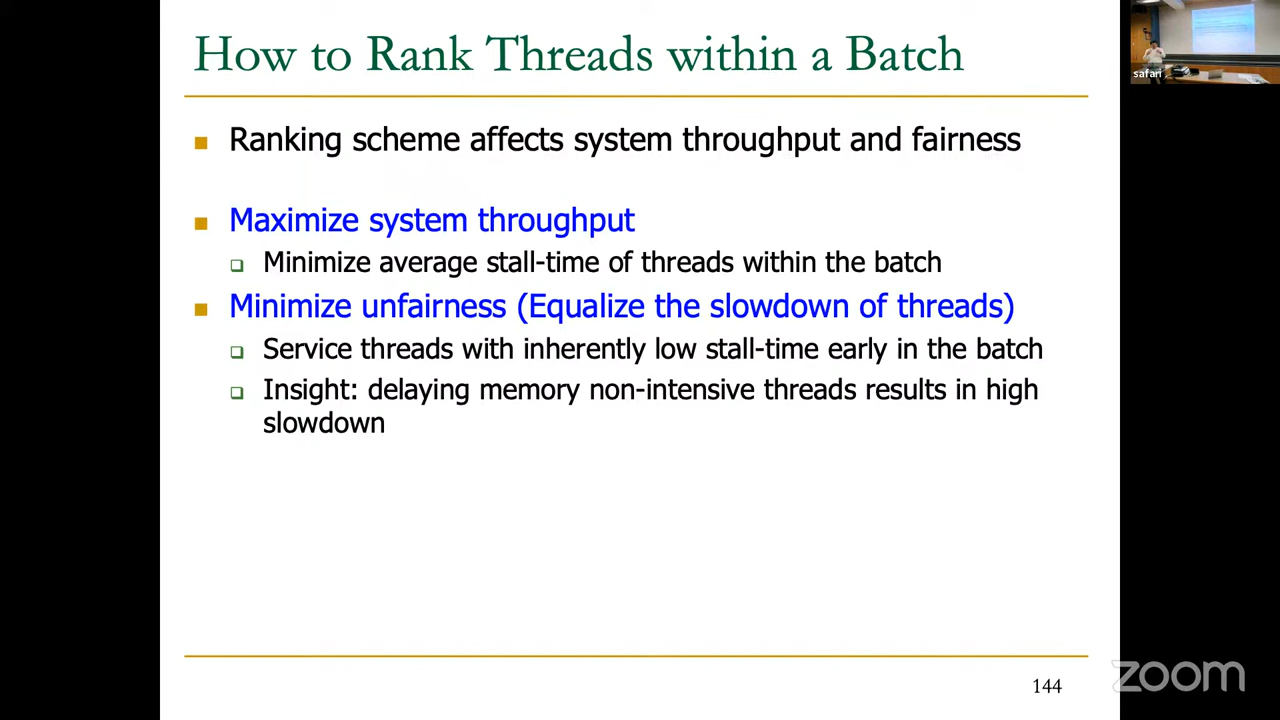 How to Rank Threads within a Batch
safari
Ranking scheme affects system throughput and fairness
Maximize system throughput
Minimize average stall-time of threads within the batch
Minimize unfairness (Equalize the slowdown of threads)
Service threads with inherently low stall-time early in the batch
Insight: delaying memory non-intensive threads results in high
slowdown
144
zoom